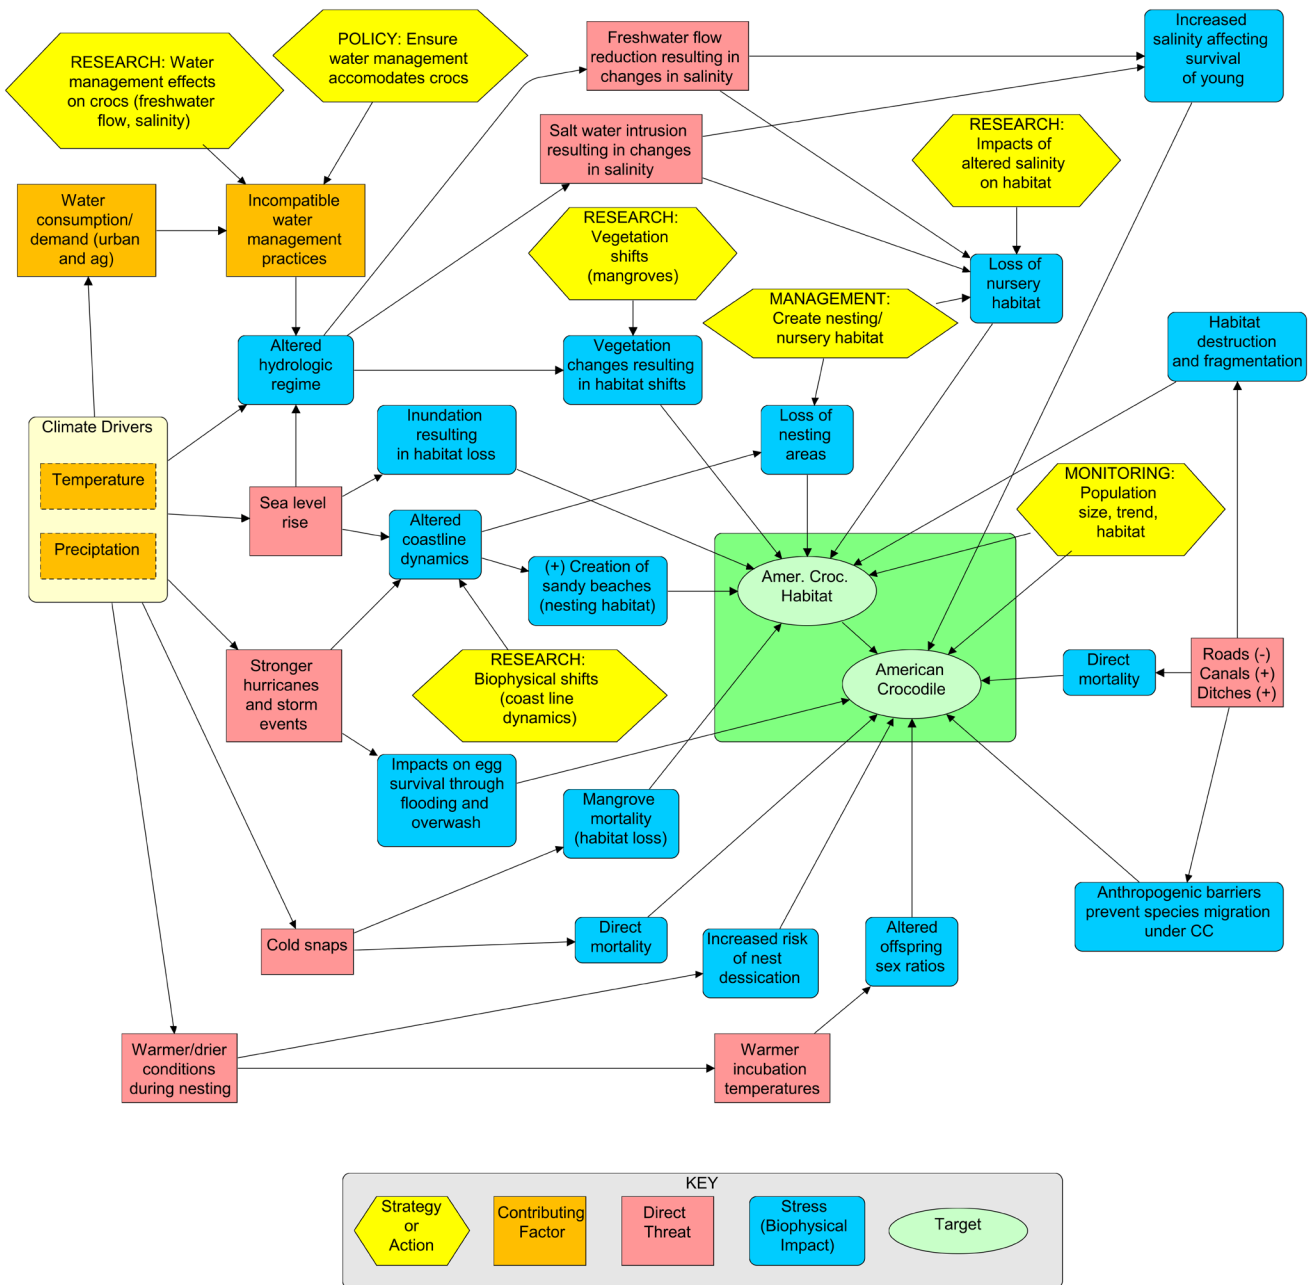 RESEARCH: Water
management effects
on crocs (freshwater
flow, salinity)
POLICY: Ensure
water management
accomodates crocs
Freshwater flow
reduction resulting in
changes in salinity
Increased
salinity affecting
survival
of young
Salt water intrusion
resulting in changes
in salinity
RESEARCH:
Impacts of
altered salinity
on habitat
Water
consumption/
demand (urban
and ag)
Incompatible
water
management
practices
RESEARCH:
Vegetation
shifts
(mangroves)
Loss of
nursery
habitat
MANAGEMENT:
Create nesting/
nursery habitat
Habitat
destruction
and fragmentation
Altered
hydrologic
regime
Vegetation
changes resulting
in habitat shifts
Climate Drivers
Temperature
Preciptation
Inundation
resulting
in habitat loss
Loss of
nesting
areas
MONITORING:
Population
size, trend,
habitat
Sea level
rise
Altered
coastline
dynamics
(+) Creation of
sandy beaches
(nesting habitat)
Amer. Croc.
Habitat
American
Crocodile
Stronger
hurricanes
and storm
events
RESEARCH:
Biophysical shifts
(coast line
dynamics)
Direct
mortality
Roads (-)
Canals (+)
Ditches (+)
Impacts on egg
survival through
flooding and
overwash
Mangrove
mortality
(habitat loss)
Anthropogenic barriers
prevent species migration
under CC
Cold snaps
Direct
mortality
Increased risk
of nest
dessication
Altered
offspring
sex ratios
Warmer/drier
conditions
during nesting
Warmer
incubation
temperatures
KEY
Strategy
or
Action
Contributing
Factor
Direct
Threat
Stress
(Biophysical
Impact)
Target